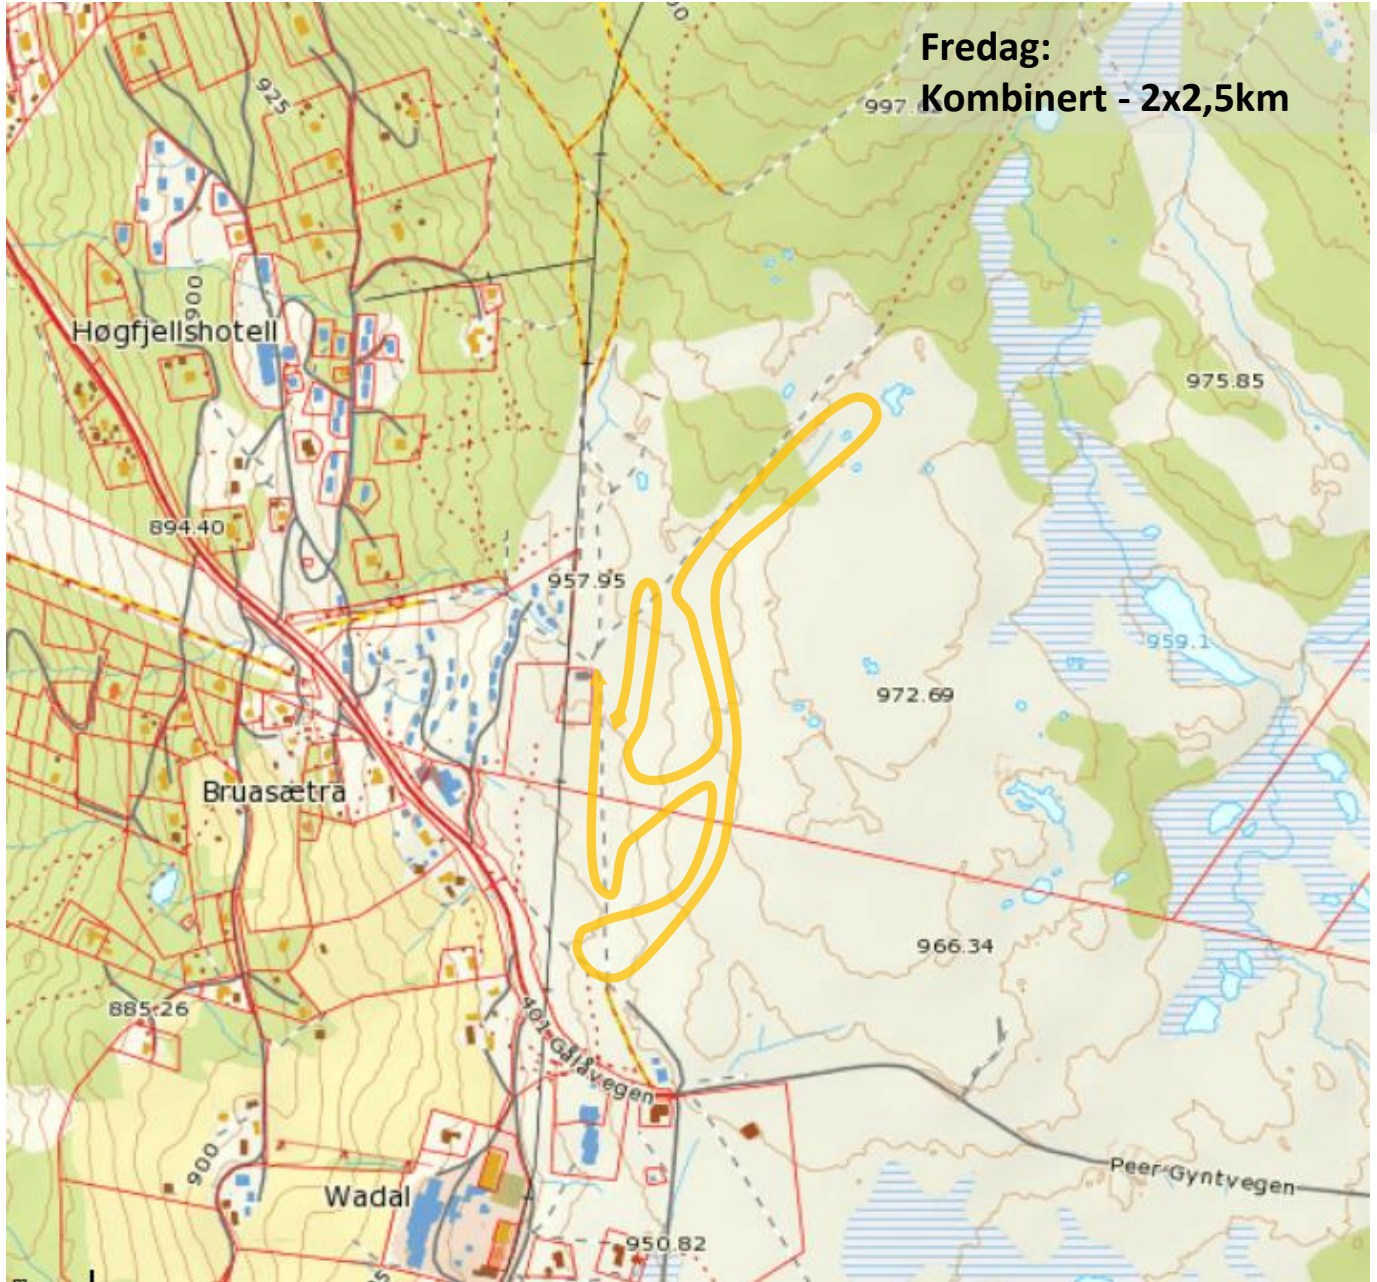 Fredag:
Kombinert - 2x2,5km
925
900
Høgfjellshotell
975.85
894.40
957.95
959.1
972.69
Bruasætra
966.34
885.26
401 Gålåvegen
900
Peer Gyntvegen
Wadal
950.82